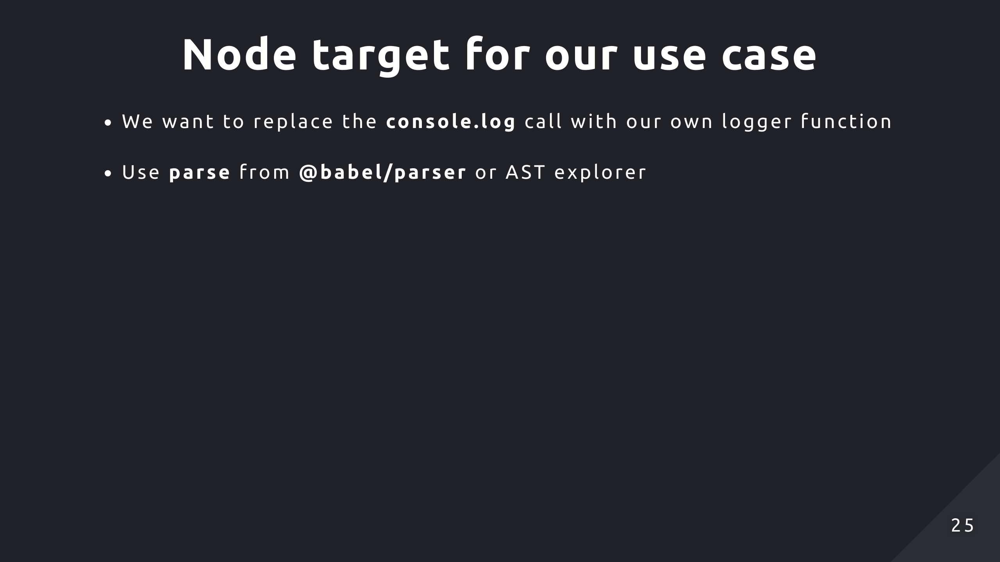 Node target for our use case
• We want to replace the console.log call with our own logger function
• Use parse from @babel/parser or AST explorer
25